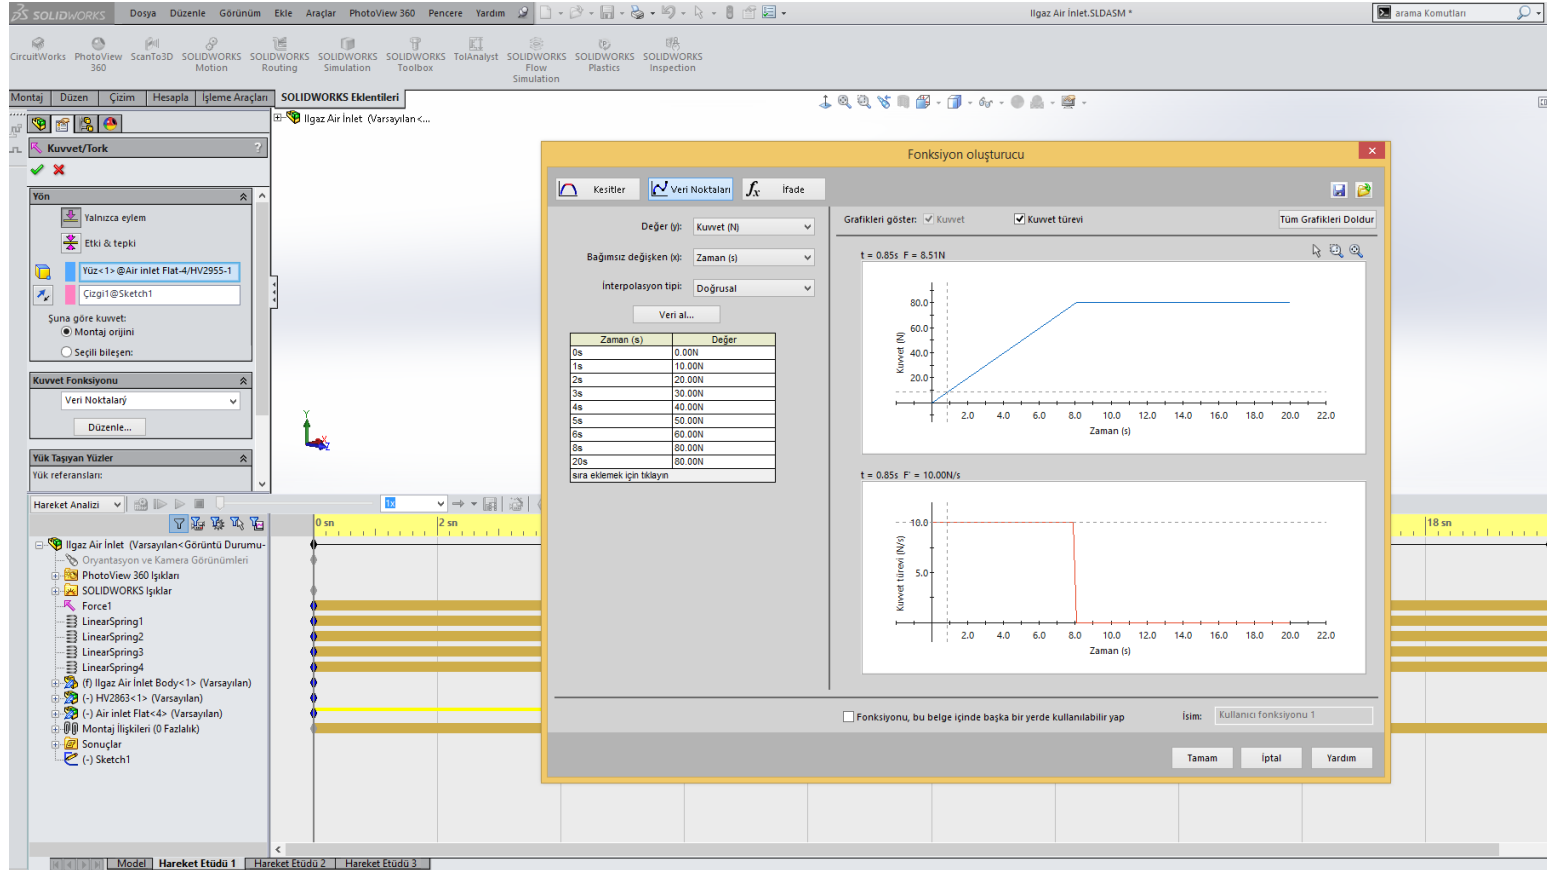 SOLIDWORKS Dosya Düzenle Görünüm Ekle Araçlar PhotoView 360 Pencere Yardım Ilgaz Air İnlet.SLDASM * arama Komutları
CircuitWorks PhotoView 360 ScanTo3D SOLIDWORKS Motion SOLIDWORKS Routing SOLIDWORKS Simulation SOLIDWORKS Toolbox TolAnalyst SOLIDWORKS Flow Simulation SOLIDWORKS Plastics SOLIDWORKS Inspection
Montaj Düzen Çizim Hesapla İşleme Araçları SOLIDWORKS Eklentileri
Ilgaz Air İnlet (Varsayılan<...
Kuvvet/Tork ?
Yön
Yalnızca eylem
Etki & tepki
Yüz<1>@Air inlet Flat-4/HV2955-1
Çizgi1@Sketch1
Şuna göre kuvvet:
Montaj orijini
Seçili bileşen:
Kuvvet Fonksiyonu
Veri Noktalarý
Düzenle...
Yük Taşıyan Yüzler
Yük referansları:
Y
X
Z
Fonksiyon oluşturucu
Kesitler Veri Noktaları fx İfade
Değer (y): Kuvvet (N)
Bağımsız değişken (x): Zaman (s)
İnterpolasyon tipi: Doğrusal
Veri al...
Zaman (s) Değer
0s 0.00N
1s 10.00N
2s 20.00N
3s 30.00N
4s 40.00N
5s 50.00N
6s 60.00N
8s 80.00N
20s 80.00N
sıra eklemek için tıklayın
Grafikleri göster: Kuvvet Kuvvet türevi Tüm Grafikleri Doldur
t = 0.85s F = 8.51N
80.0
60.0
40.0
20.0
Kuvvet (N)
2.0 4.0 6.0 8.0 10.0 12.0 14.0 16.0 18.0 20.0 22.0
Zaman (s)
t = 0.85s F' = 10.00N/s
10.0
5.0
Kuvvet türevi (N/s)
2.0 4.0 6.0 8.0 10.0 12.0 14.0 16.0 18.0 20.0 22.0
Zaman (s)
Fonksiyonu, bu belge içinde başka bir yerde kullanılabilir yap İsim: Kullanıcı fonksiyonu 1
Tamam İptal Yardım
Hareket Analizi 1x
0 sn 2 sn 18 sn
Ilgaz Air İnlet (Varsayılan<Görüntü Durumu-
Oryantasyon ve Kamera Görünümleri
PhotoView 360 Işıkları
SOLIDWORKS Işıklar
Force1
LinearSpring1
LinearSpring2
LinearSpring3
LinearSpring4
(f) Ilgaz Air İnlet Body<1> (Varsayılan)
(-) HV2863<1> (Varsayılan)
(-) Air inlet Flat<4> (Varsayılan)
Montaj İlişkileri (0 Fazlalık)
Sonuçlar
(-) Sketch1
Model Hareket Etüdü 1 Hareket Etüdü 2 Hareket Etüdü 3